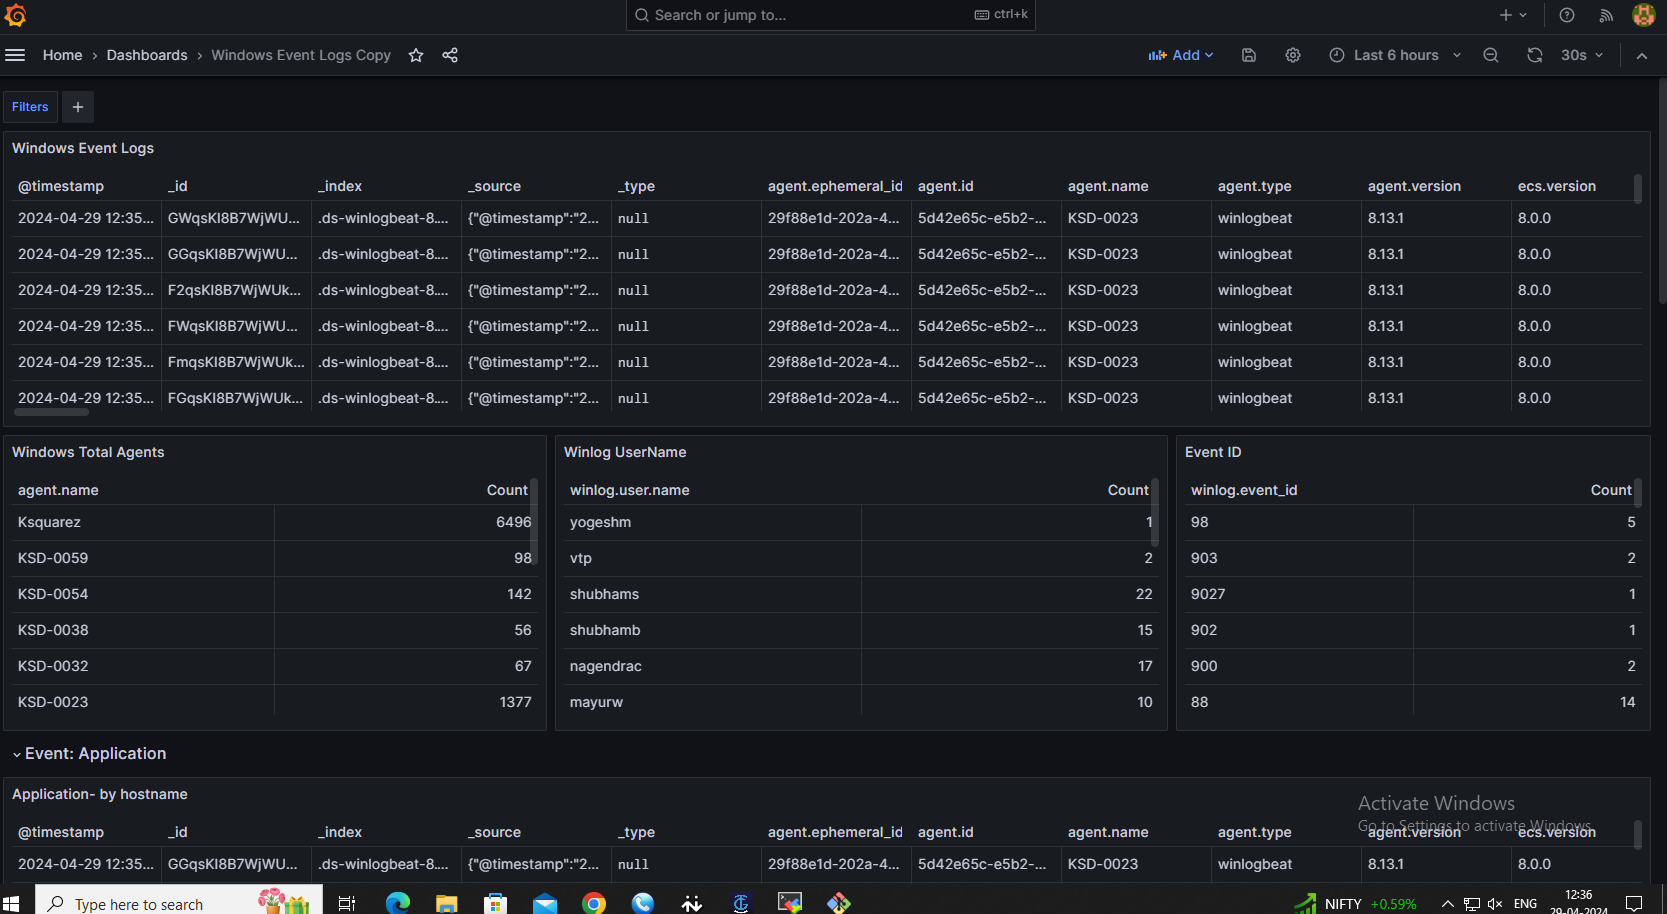 Search or jump to... ctrl+k
Home › Dashboards › Windows Event Logs Copy Add Last 6 hours 30s
Filters +
Windows Event Logs
@timestamp _id _index _source _type agent.ephemeral_id agent.id agent.name agent.type agent.version ecs.version
2024-04-29 12:35... GWqsKI8B7WjWU... .ds-winlogbeat-8.... {"@timestamp":"2... null 29f88e1d-202a-4... 5d42e65c-e5b2-... KSD-0023 winlogbeat 8.13.1 8.0.0
2024-04-29 12:35... GGqsKI8B7WjWU... .ds-winlogbeat-8.... {"@timestamp":"2... null 29f88e1d-202a-4... 5d42e65c-e5b2-... KSD-0023 winlogbeat 8.13.1 8.0.0
2024-04-29 12:35... F2qsKI8B7WjWUk... .ds-winlogbeat-8.... {"@timestamp":"2... null 29f88e1d-202a-4... 5d42e65c-e5b2-... KSD-0023 winlogbeat 8.13.1 8.0.0
2024-04-29 12:35... FWqsKI8B7WjWU... .ds-winlogbeat-8.... {"@timestamp":"2... null 29f88e1d-202a-4... 5d42e65c-e5b2-... KSD-0023 winlogbeat 8.13.1 8.0.0
2024-04-29 12:35... FmqsKI8B7WjWUk... .ds-winlogbeat-8.... {"@timestamp":"2... null 29f88e1d-202a-4... 5d42e65c-e5b2-... KSD-0023 winlogbeat 8.13.1 8.0.0
2024-04-29 12:35... FGqsKI8B7WjWUk... .ds-winlogbeat-8.... {"@timestamp":"2... null 29f88e1d-202a-4... 5d42e65c-e5b2-... KSD-0023 winlogbeat 8.13.1 8.0.0
Windows Total Agents
agent.name Count
Ksquarez 6496
KSD-0059 98
KSD-0054 142
KSD-0038 56
KSD-0032 67
KSD-0023 1377
Winlog UserName
winlog.user.name Count
yogeshm 1
vtp 2
shubhams 22
shubhamb 15
nagendrac 17
mayurw 10
Event ID
winlog.event_id Count
98 5
903 2
9027 1
902 1
900 2
88 14
Event: Application
Application- by hostname
Activate Windows
Go to Settings to activate Windows.
@timestamp _id _index _source _type agent.ephemeral_id agent.id agent.name agent.type agent.version ecs.version
2024-04-29 12:35... GGqsKI8B7WjWU... .ds-winlogbeat-8.... {"@timestamp":"2... null 29f88e1d-202a-4... 5d42e65c-e5b2-... KSD-0023 winlogbeat 8.13.1 8.0.0
Type here to search NIFTY +0.59% ENG 12:36
29-04-2024